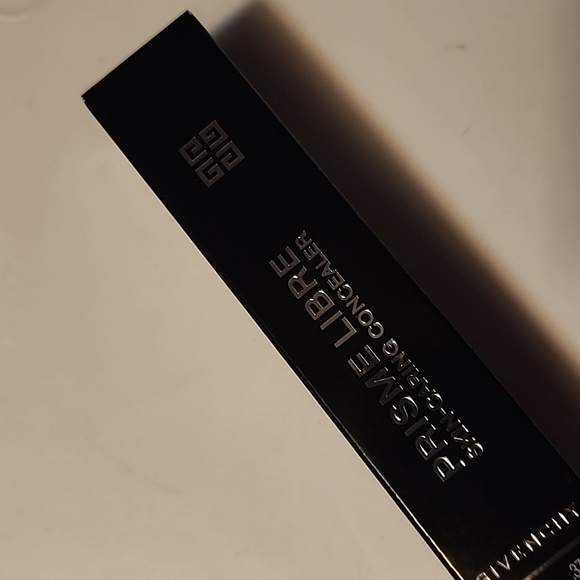 PRISME LIBRE
SKIN-CARING CONCEALER
GIVENCHY